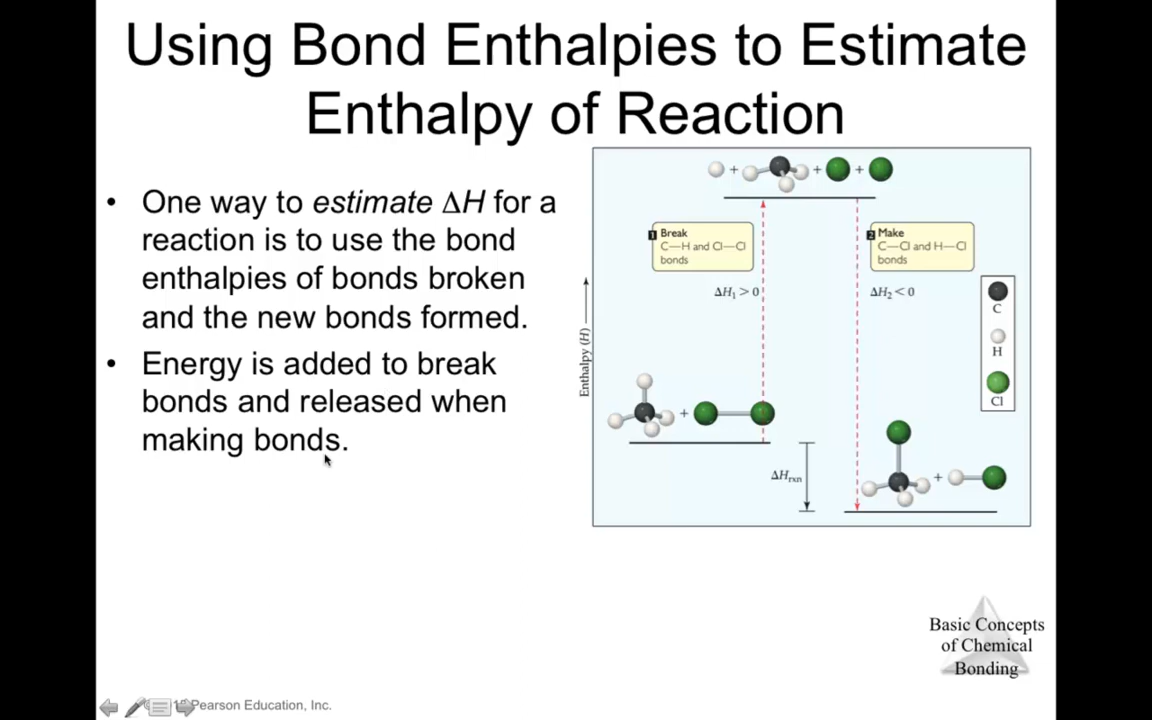 Using Bond Enthalpies to Estimate
Enthalpy of Reaction
• One way to estimate ΔH for a
reaction is to use the bond
enthalpies of bonds broken
and the new bonds formed.
• Energy is added to break
bonds and released when
making bonds.
+ + +
1 Break
C—H and Cl—Cl
bonds
2 Make
C—Cl and H—Cl
bonds
ΔH₁ > 0
ΔH₂ < 0
Enthalpy (H)
C
H
Cl
+
ΔHrxn
+
Basic Concepts
of Chemical
Bonding
Pearson Education, Inc.